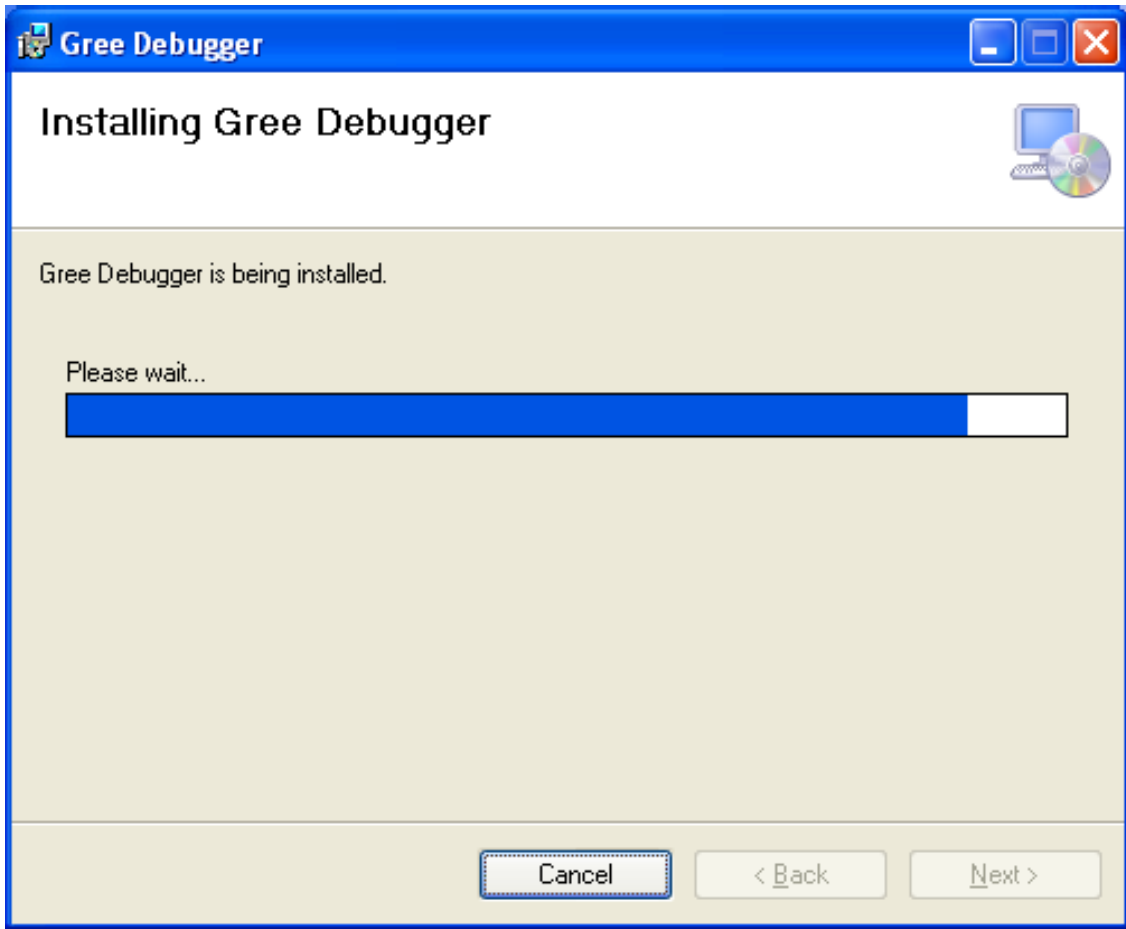 Gree Debugger
Installing Gree Debugger
Gree Debugger is being installed.
Please wait...
Cancel
< Back
Next >